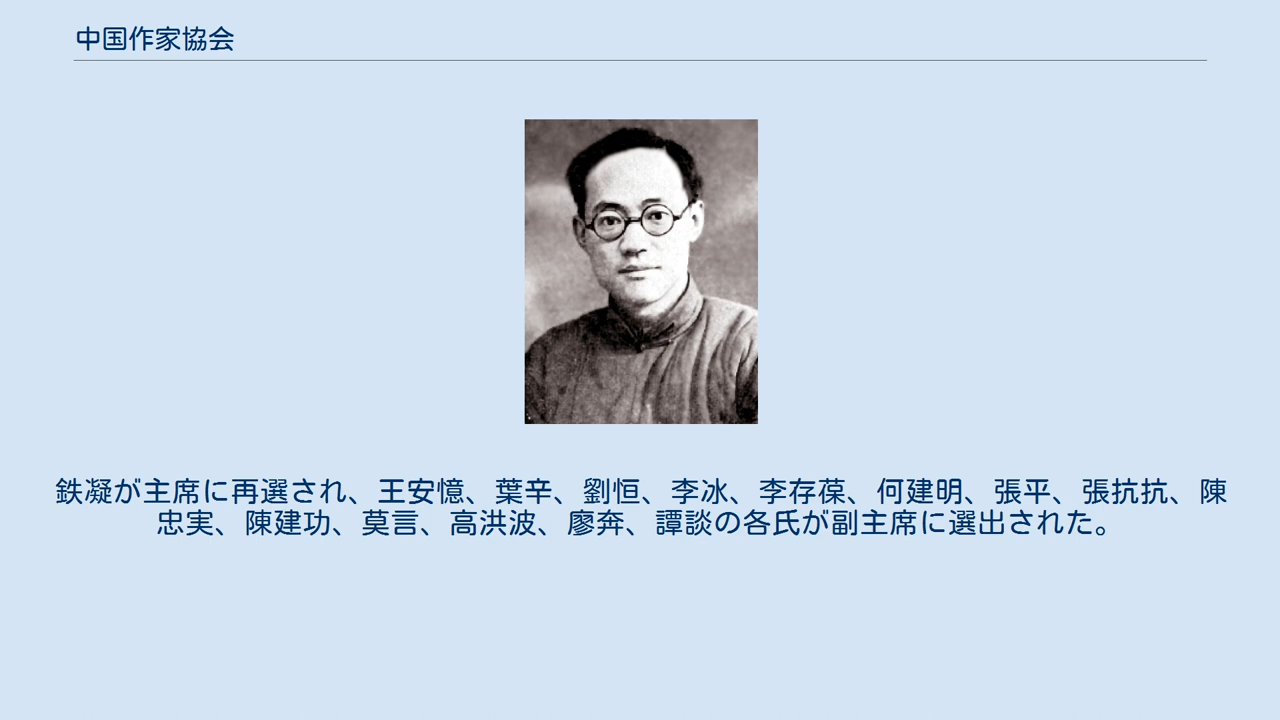 中国作家協会
鉄凝が主席に再選され、王安憶、葉辛、劉恒、李冰、李存葆、何建明、張平、張抗抗、陳
忠実、陳建功、莫言、高洪波、廖奔、譚談の各氏が副主席に選出された。